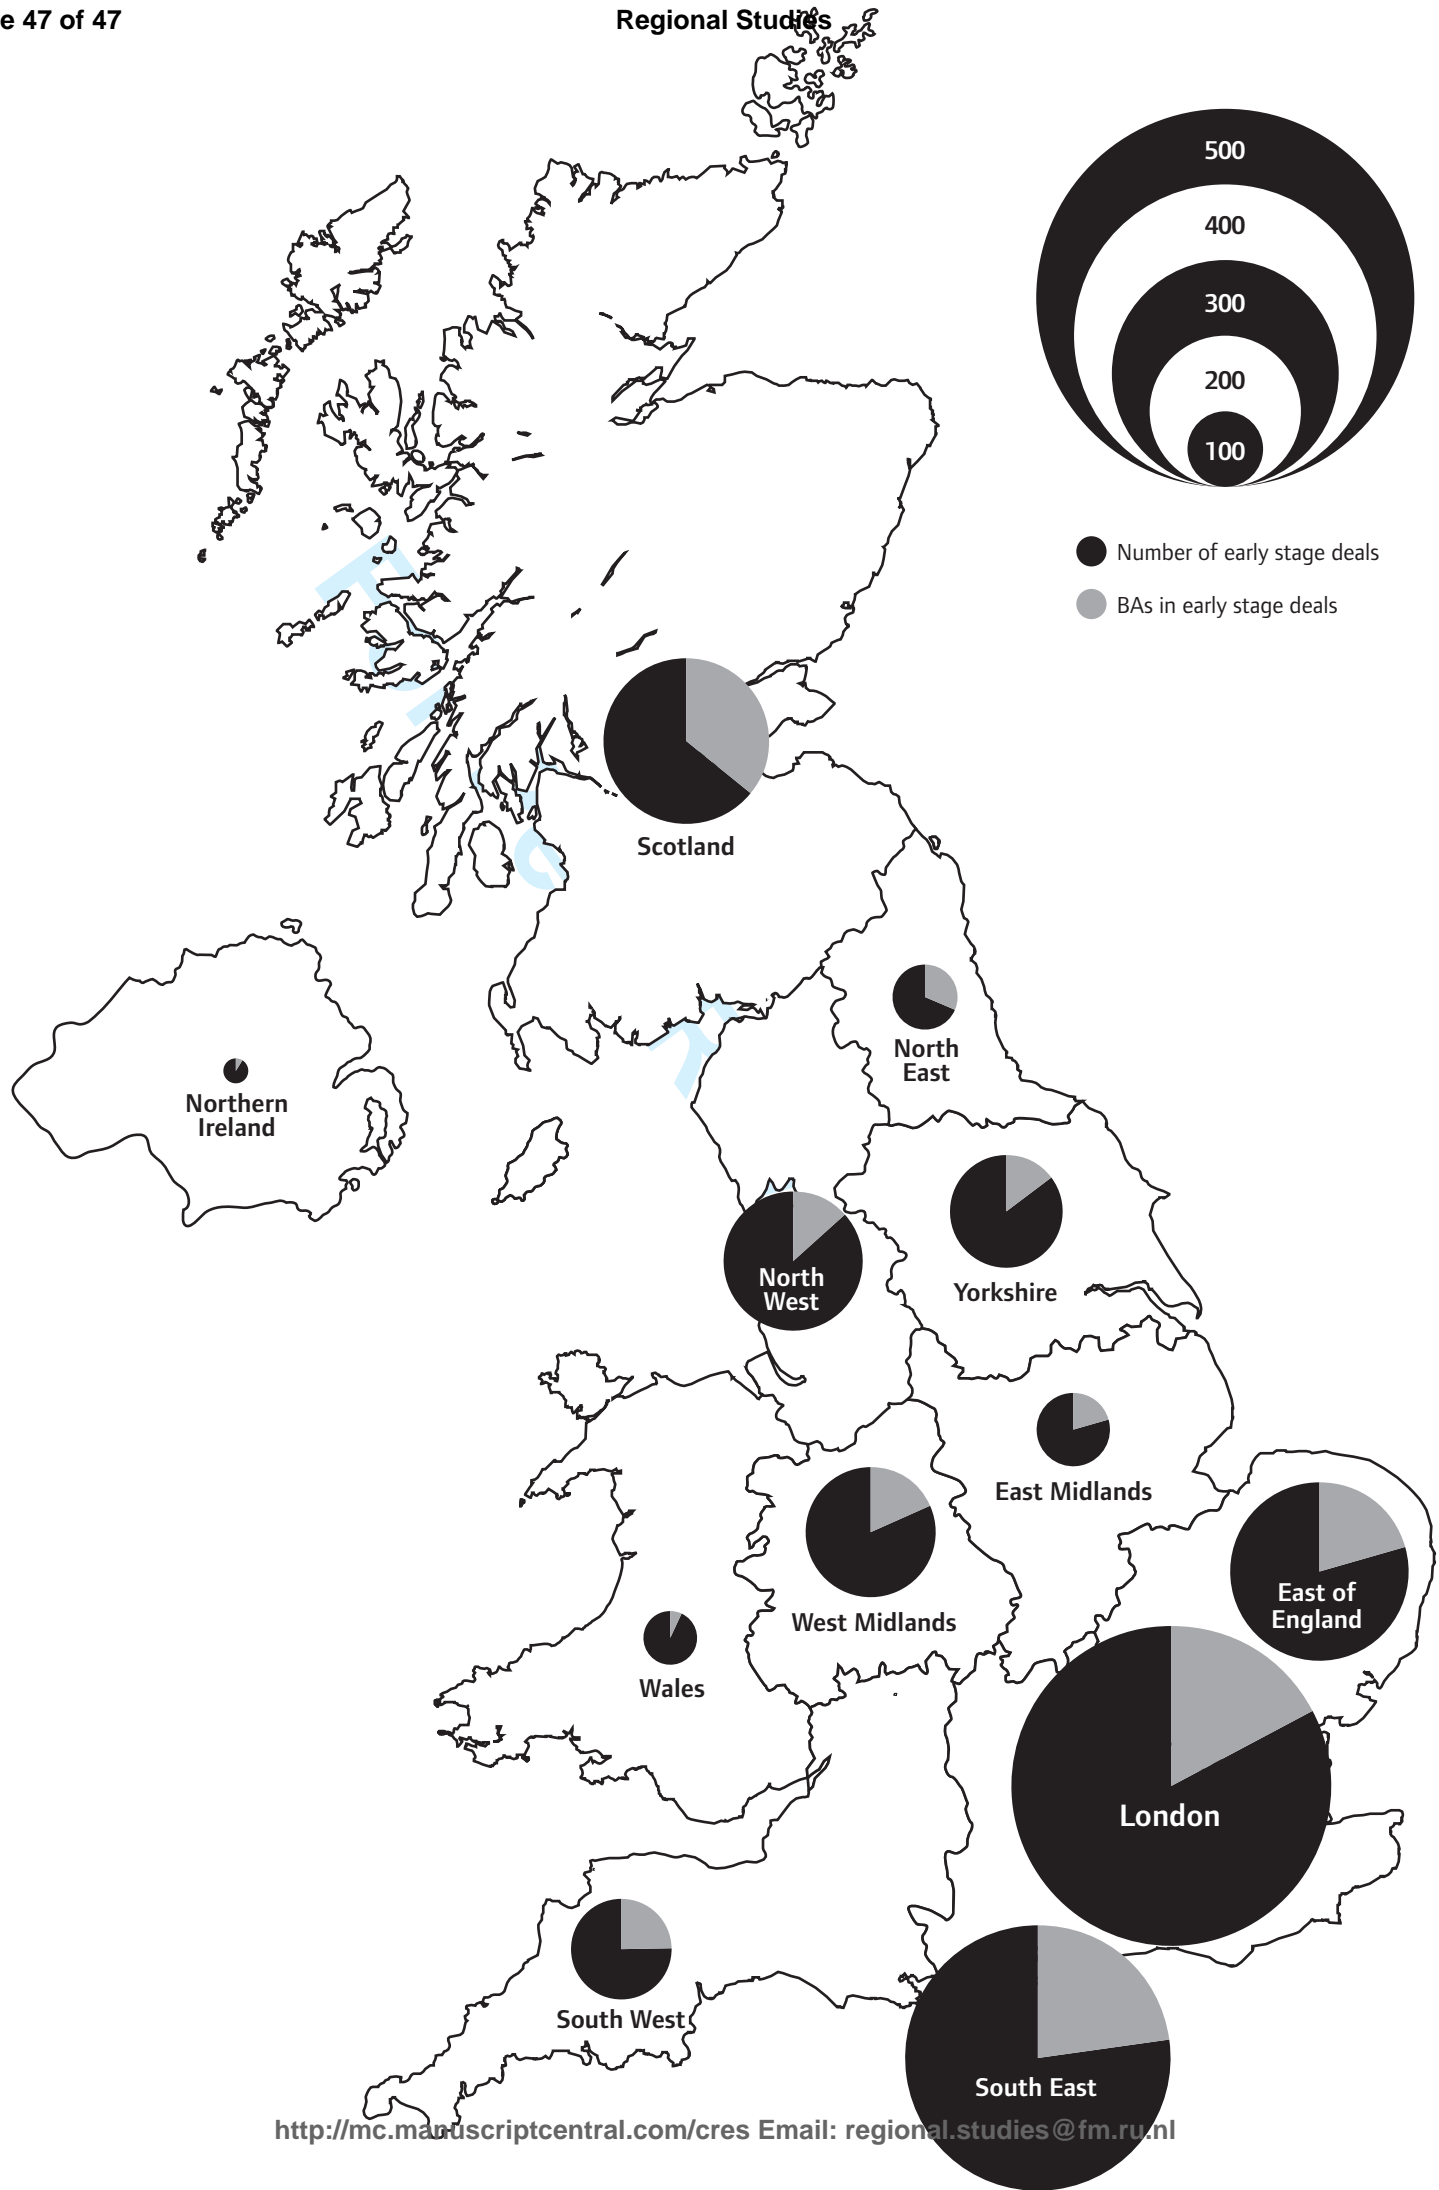 e 47 of 47
Regional Studies
500
400
300
200
100
Number of early stage deals
BAs in early stage deals
Scotland
North
East
Northern
Ireland
North
West
Yorkshire
East Midlands
East of
England
West Midlands
Wales
London
South West
South East
http://mc.manuscriptcentral.com/cres Email: regional.studies@fm.ru.nl